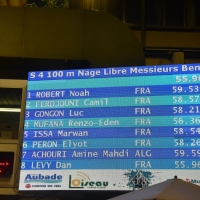 S 4 100 m Nage Libre Messieurs Ben
55.9
1 ROBERT Noah FRA 59.53
2 FERDJOUNI Camil FRA 58.57
3 GONGON Luc FRA 58.21
4 MUFANA Kenzo-Eden FRA 56.36
5 ISSA Marwan FRA 58.54
6 PERON Elyot FRA 58.26
7 ACHOURI Amine Mahdi ALG 59.59
8 LEVY Dan FRA 55.96
Aubade
loiseau